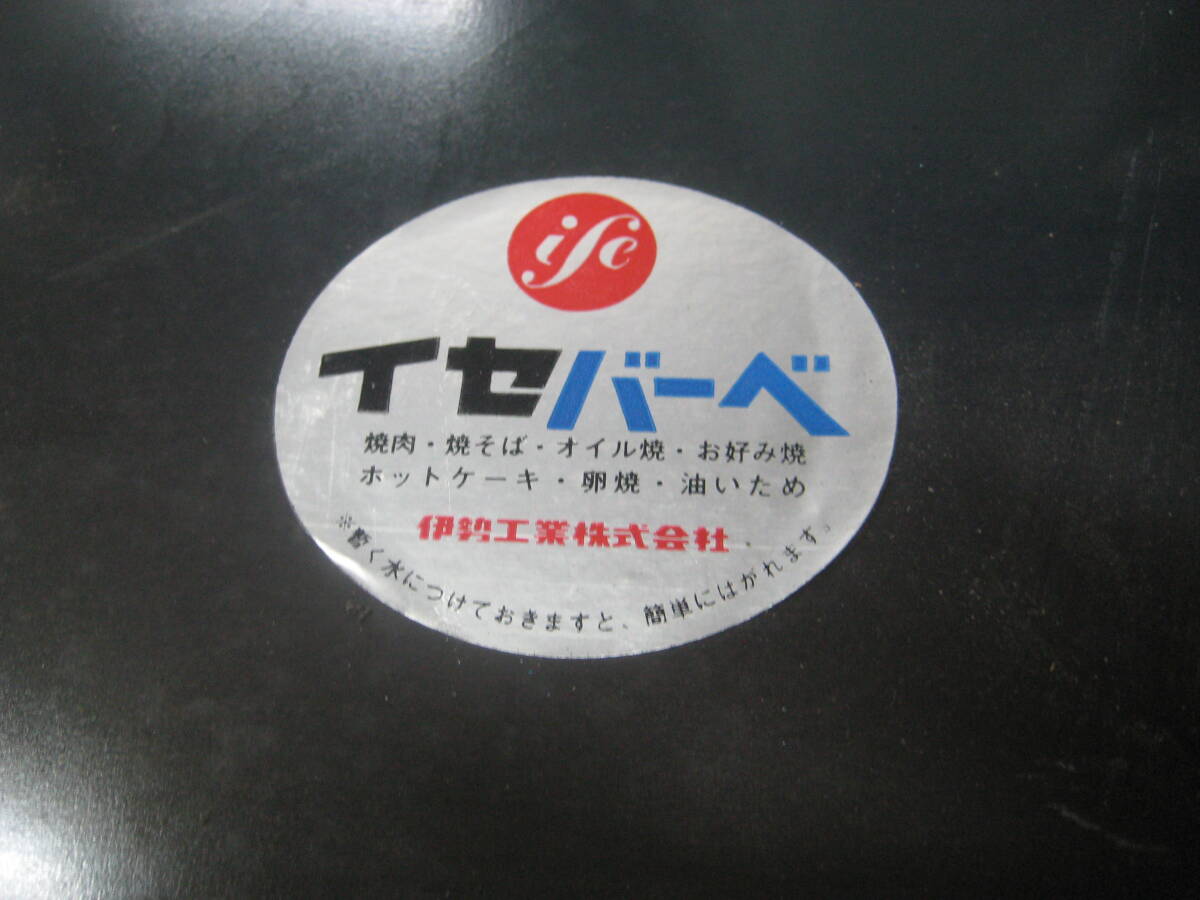 ise
イセバーベ
焼肉・焼そば・オイル焼・お好み焼
ホットケーキ・卵焼・油いため
伊勢工業株式会社
※暫く水につけておきますと、簡単にはがれます。